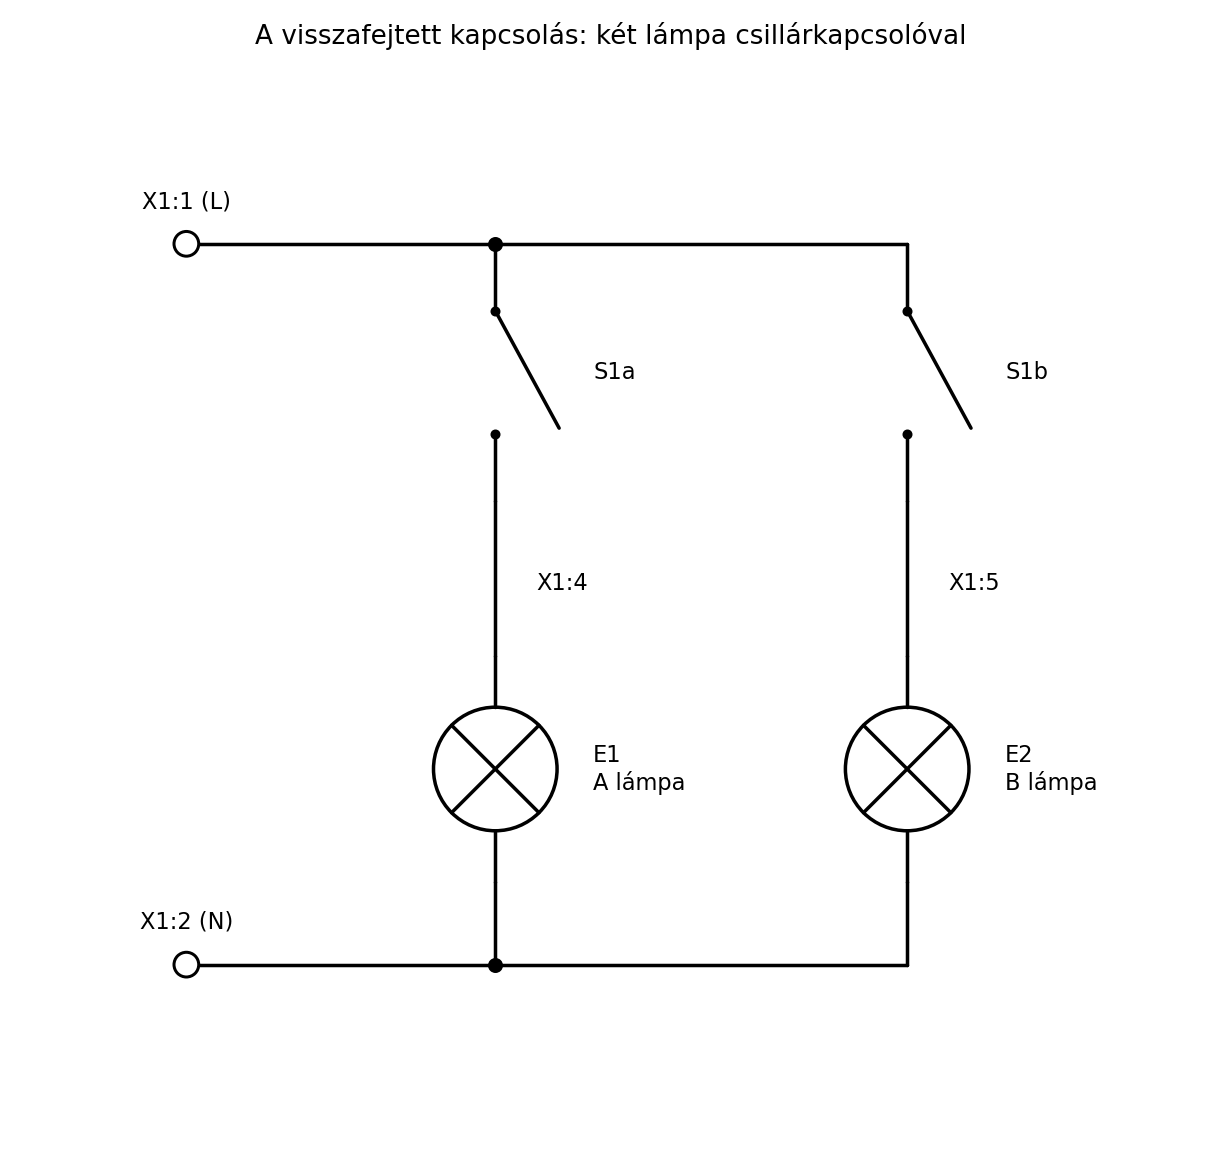 A visszafejtett kapcsolás: két lámpa csillárkapcsolóval
X1:1 (L)
S1a
S1b
X1:4
X1:5
E1
A lámpa
E2
B lámpa
X1:2 (N)